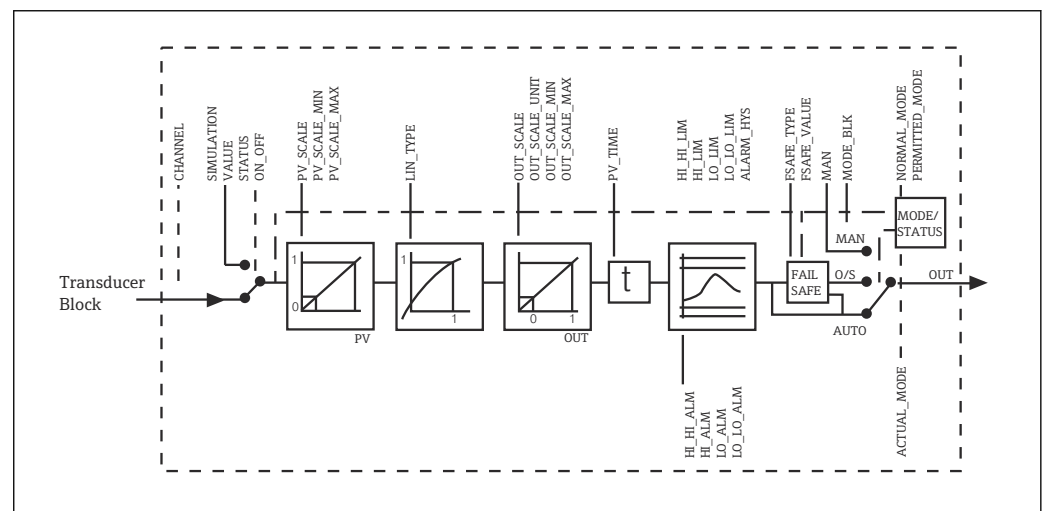 CHANNEL
SIMULATION
VALUE
STATUS
ON_OFF
PV_SCALE
PV_SCALE_MIN
PV_SCALE_MAX
LIN_TYPE
OUT_SCALE
OUT_SCALE_UNIT
OUT_SCALE_MIN
OUT_SCALE_MAX
PV_TIME
HI_HI_LIM
HI_LIM
LO_LIM
LO_LO_LIM
ALARM_HYS
FSAFE_TYPE
FSAFE_VALUE
MAN
MODE_BLK
NORMAL_MODE
PERMITTED_MODE
Transducer
Block
1
0
PV
1
1
1
0
1
OUT
t
FAIL
SAFE
MAN
O/S
AUTO
MODE/
STATUS
OUT
HI_HI_ALM
HI_ALM
LO_ALM
LO_LO_ALM
ACTUAL_MODE